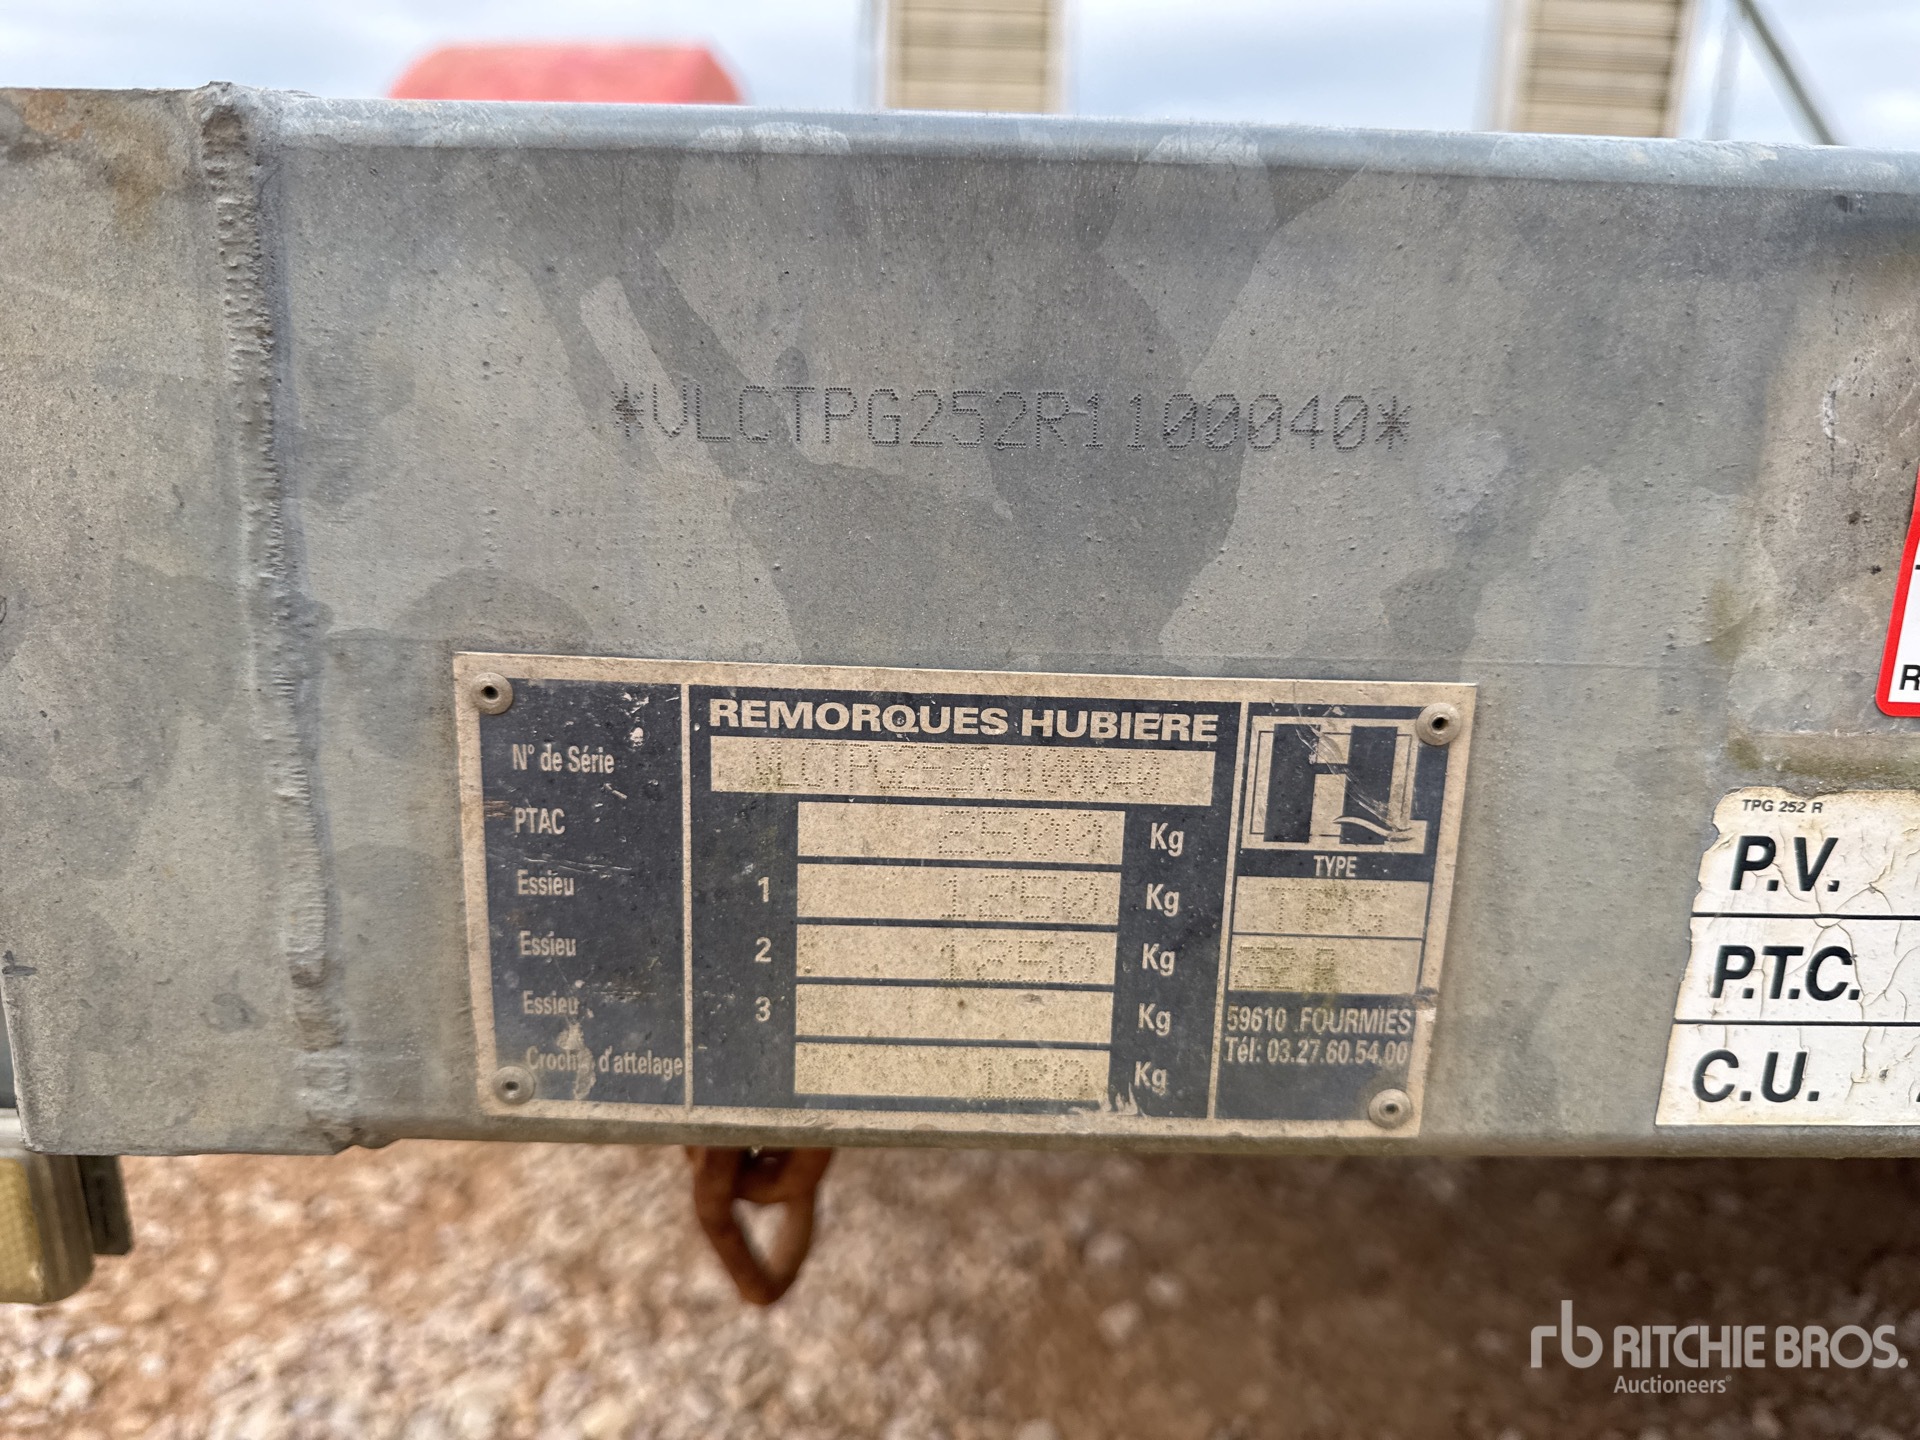 *VLCTPG252R1100040*
REMORQUES HUBIERE
N° de Série VLCTPG252R1100040
PTAC 2500 Kg
Essieu 1 1250 Kg
Essieu 2 1250 Kg
Essieu 3 Kg
d'attelage Kg
TYPE
TPG
59610 FOURMIES
Tél: 03.27.60.54.00
R
TPG 252 R
P.V.
P.T.C.
C.U.
rb RITCHIE BROS.
Auctioneers